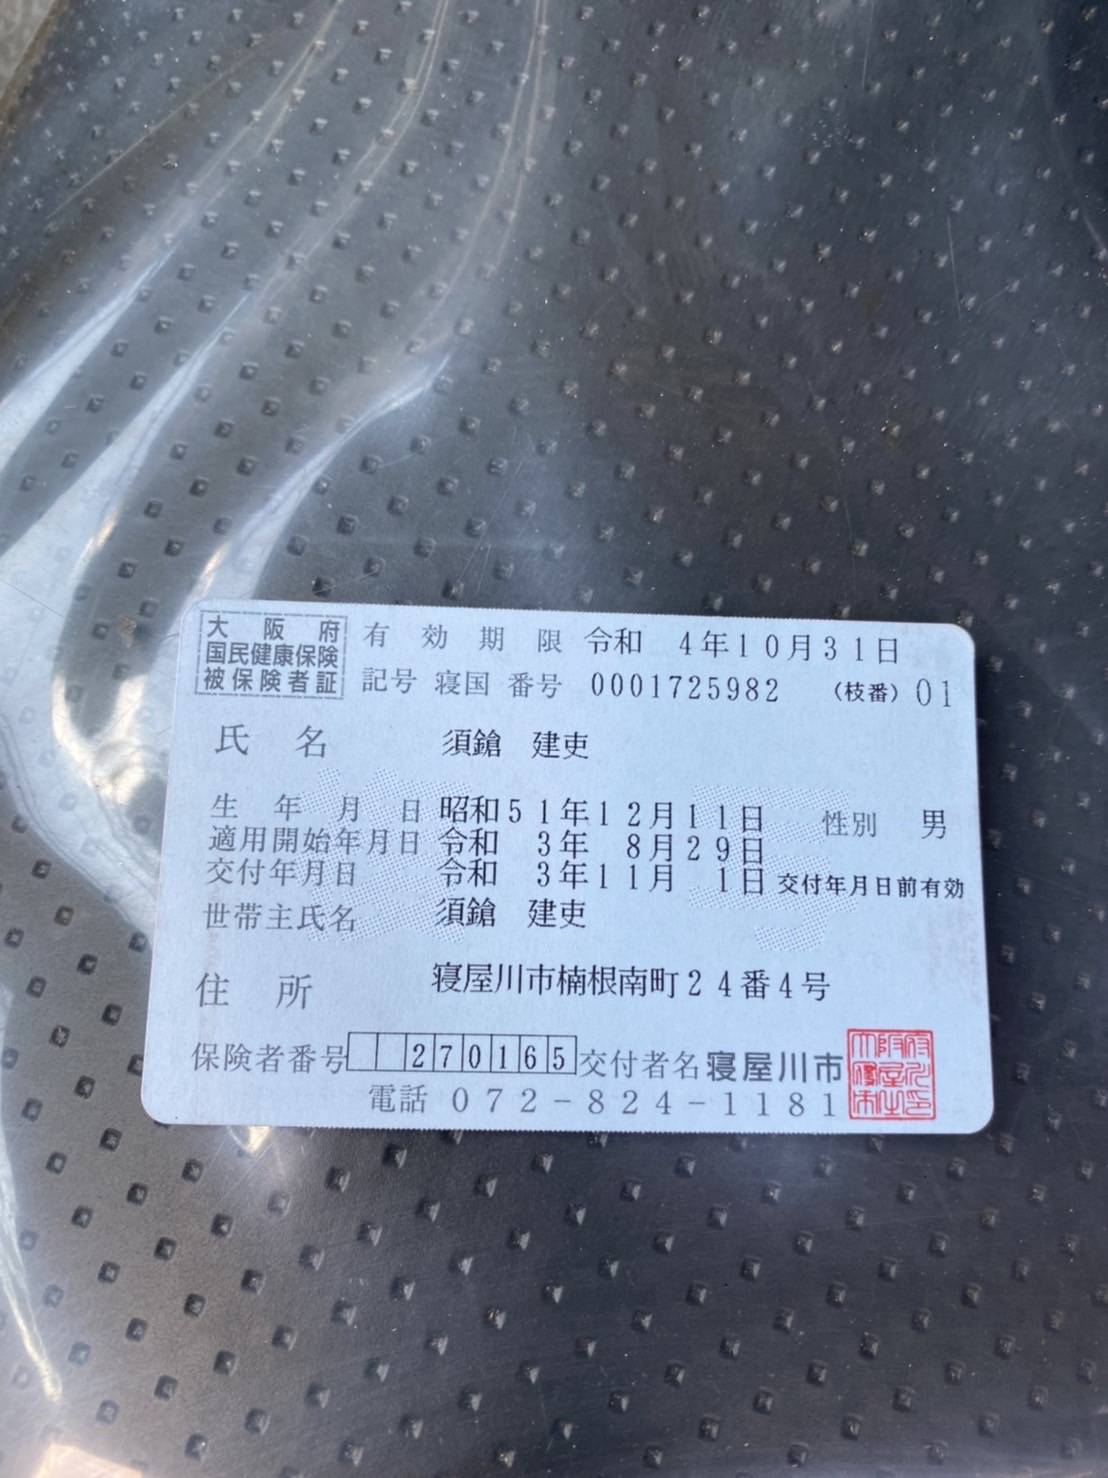 大阪府
国民健康保険
被保険者証
有効期限 令和 4年10月31日
記号 寝国 番号 0001725982 (枝番) 01
氏名 須鎗 建吏
生年月日 昭和51年12月11日 性別 男
適用開始年月日 令和 3年 8月29日
交付年月日 令和 3年11月 1日 交付年月日前有効
世帯主氏名 須鎗 建吏
住所 寝屋川市楠根南町24番4号
保険者番号 270165 交付者名 寝屋川市
電話 072-824-1181